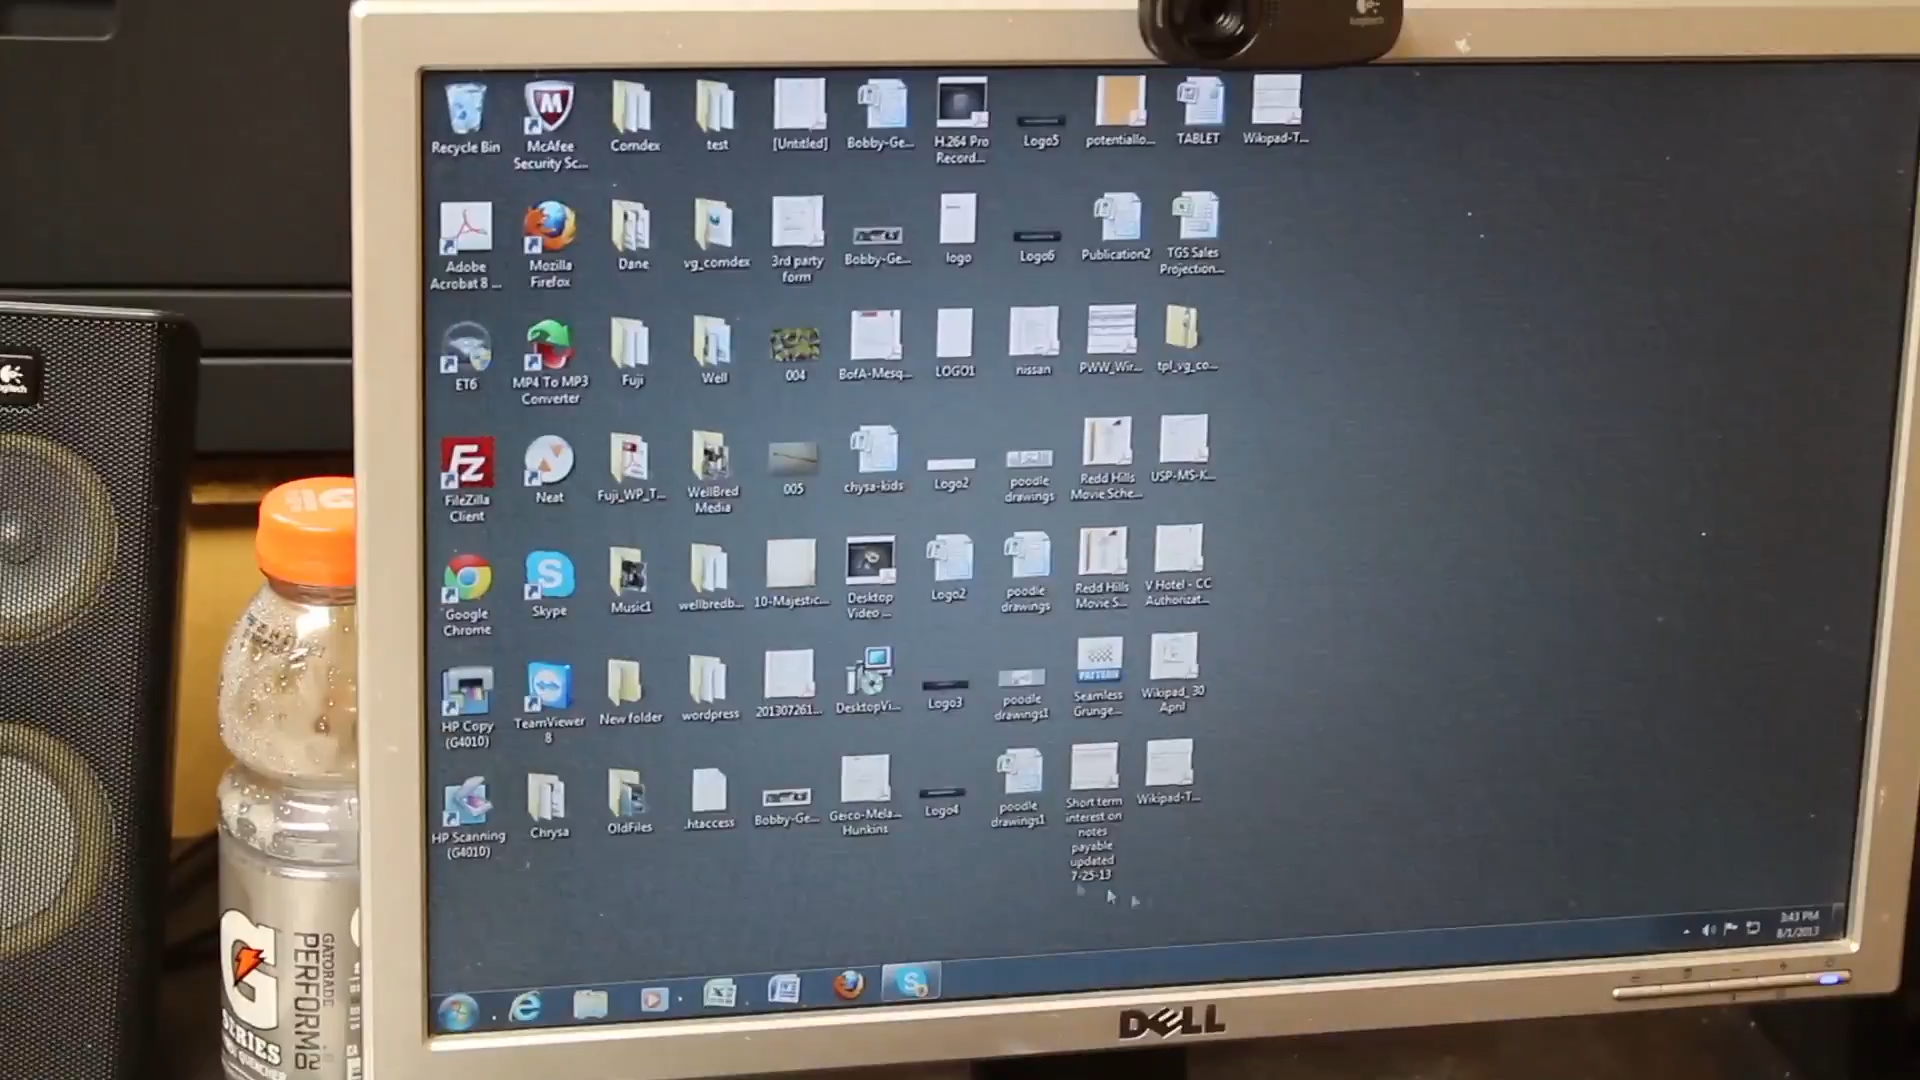 Logitech
Recycle Bin
McAfee
Security Sc...
Comdex
test
[Untitled]
Bobby-Ge...
H.264 Pro
Record...
Logo5
potentiallo...
TABLET
Wikipad-T...
Adobe
Acrobat 8 ...
Mozilla
Firefox
Dane
vg_comdex
3rd party
form
Bobby-Ge...
logo
Logo6
Publication2
TGS Sales
Projection...
ET6
MP4 To MP3
Converter
Fuji
Well
004
BofA-Mesq...
LOGO1
nissan
PWW_Wir...
tpl_vg_co...
FileZilla
Client
Neat
Fuji_WP_T...
WellBred
Media
005
chysa-kids
Logo2
poodle
drawings
Redd Hills
Movie Sche...
USP-MS-K...
Google
Chrome
Skype
Music1
wellbredb...
10-Majestic...
Desktop
Video ...
Logo2
poodle
drawings
Redd Hills
Movie S...
V Hotel - CC
Authorizat...
HP Copy
(G4010)
TeamViewer
8
New folder
wordpress
201307261...
DesktopVi...
Logo3
poodle
drawings1
PATTERN
Seamless
Grunge...
Wikipad_30
April
HP Scanning
(G4010)
Chrysa
OldFiles
.htaccess
Bobby-Ge...
Geico-Mela...
Hunkins
Logo4
poodle
drawings1
Short term
interest on
notes
payable
updated
7-25-13
Wikipad-T...
3:43 PM
8/1/2013
DELL
G
SERIES
GATORADE
PERFORM 02